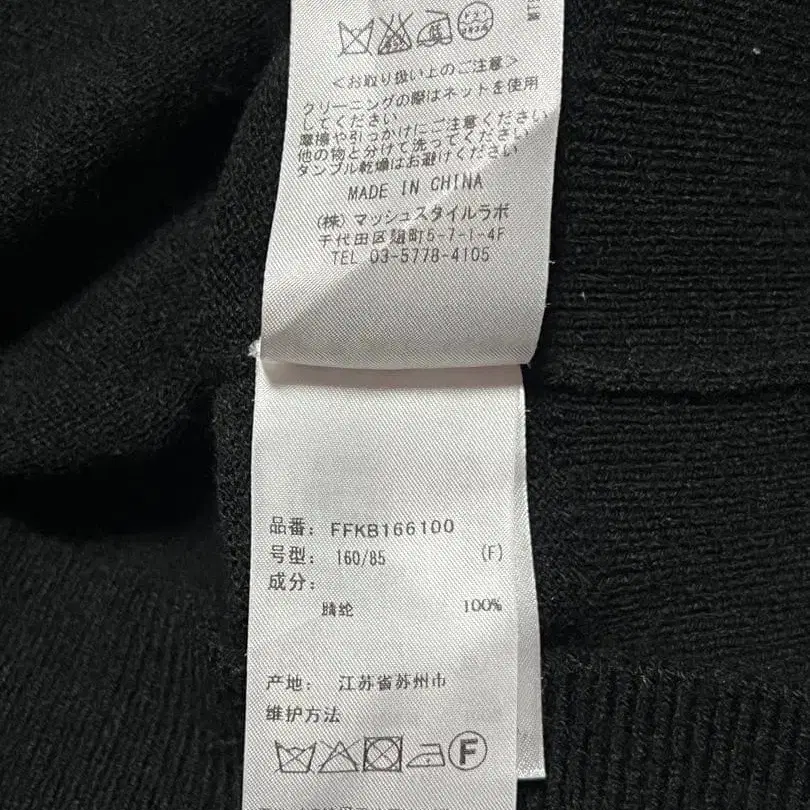 <お取り扱い上のご注意>
クリーニングの際はネットを使用
してください
摩擦や引っかけにご注意ください
他の物と分けて洗ってください
タンブル乾燥はお避けください
MADE IN CHINA
(株)マッシュスタイルラボ
千代田区麹町5-7-1-4F
TEL 03-5778-4105
品番: FFKB166100
号型: 160/85 (F)
成分:
腈纶 100%
产地: 江苏省苏州市
维护方法
F